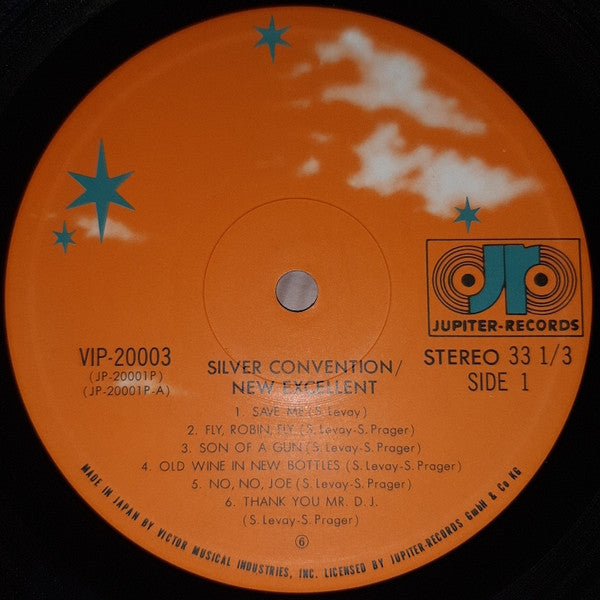 jr
JUPITER-RECORDS
VIP-20003
(JP-20001P)
(JP-20001P-A)
SILVER CONVENTION/
NEW EXCELLENT
STEREO 33 1/3
SIDE 1
1. SAVE ME (S. Levay)
2. FLY, ROBIN, FLY (S. Levay-S. Prager)
3. SON OF A GUN (S. Levay-S. Prager)
4. OLD WINE IN NEW BOTTLES (S. Levay-S. Prager)
5. NO, NO, JOE (S. Levay-S. Prager)
6. THANK YOU MR. D. J.
(S. Levay-S. Prager)
⑥
MADE IN JAPAN BY VICTOR MUSICAL INDUSTRIES, INC. LICENSED BY JUPITER-RECORDS GmbH & Co KG